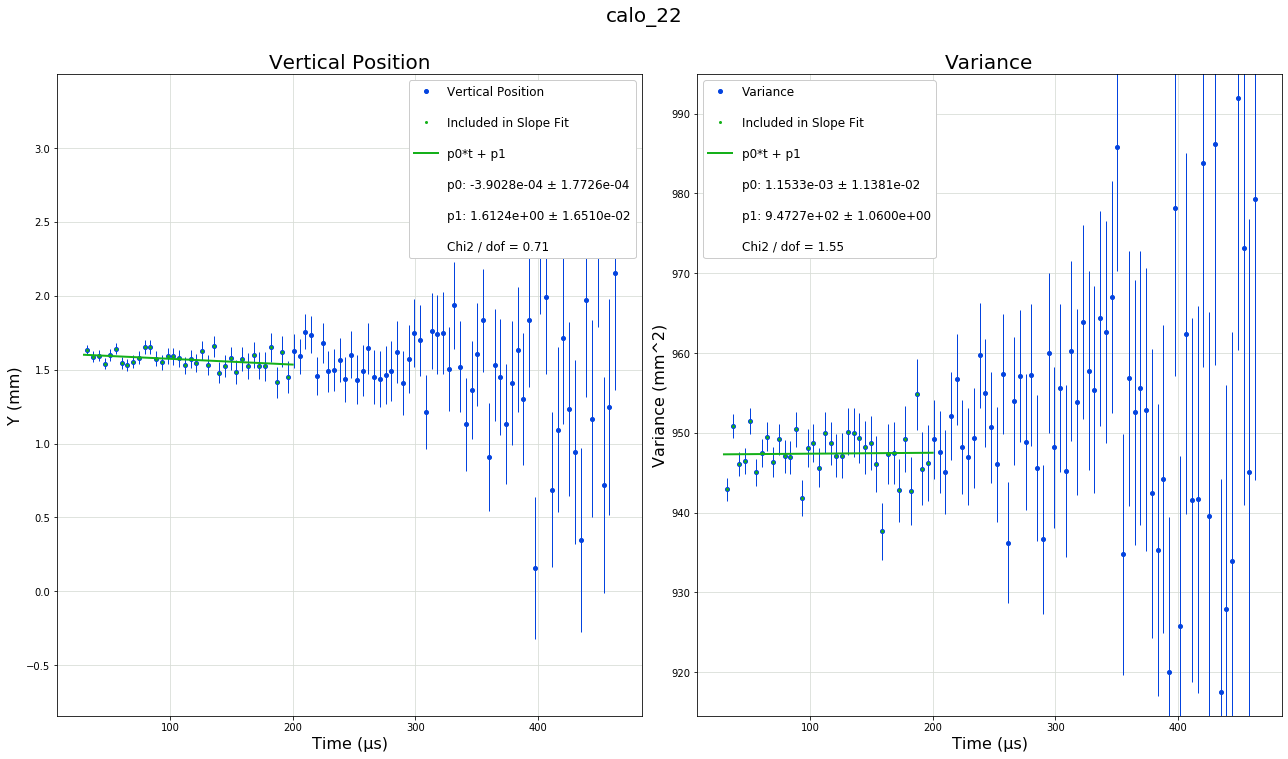 calo_22
Vertical Position
Vertical Position
Included in Slope Fit
p0*t + p1
p0: -3.9028e-04 ± 1.7726e-04
p1: 1.6124e+00 ± 1.6510e-02
Chi2 / dof = 0.71
3.0
2.5
2.0
1.5
1.0
0.5
0.0
−0.5
Y (mm)
100
200
300
400
Time (μs)
Variance
Variance
Included in Slope Fit
p0*t + p1
p0: 1.1533e-03 ± 1.1381e-02
p1: 9.4727e+02 ± 1.0600e+00
Chi2 / dof = 1.55
990
980
970
960
950
940
930
920
Variance (mm^2)
100
200
300
400
Time (μs)